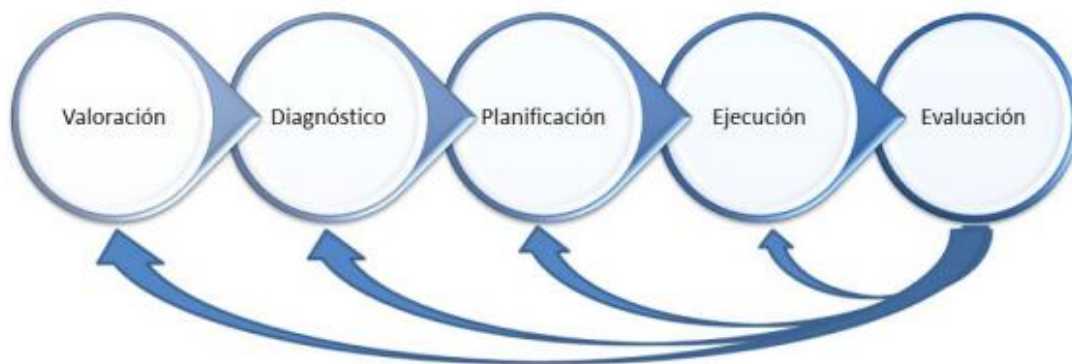 Valoración
Diagnóstico
Planificación
Ejecución
Evaluación